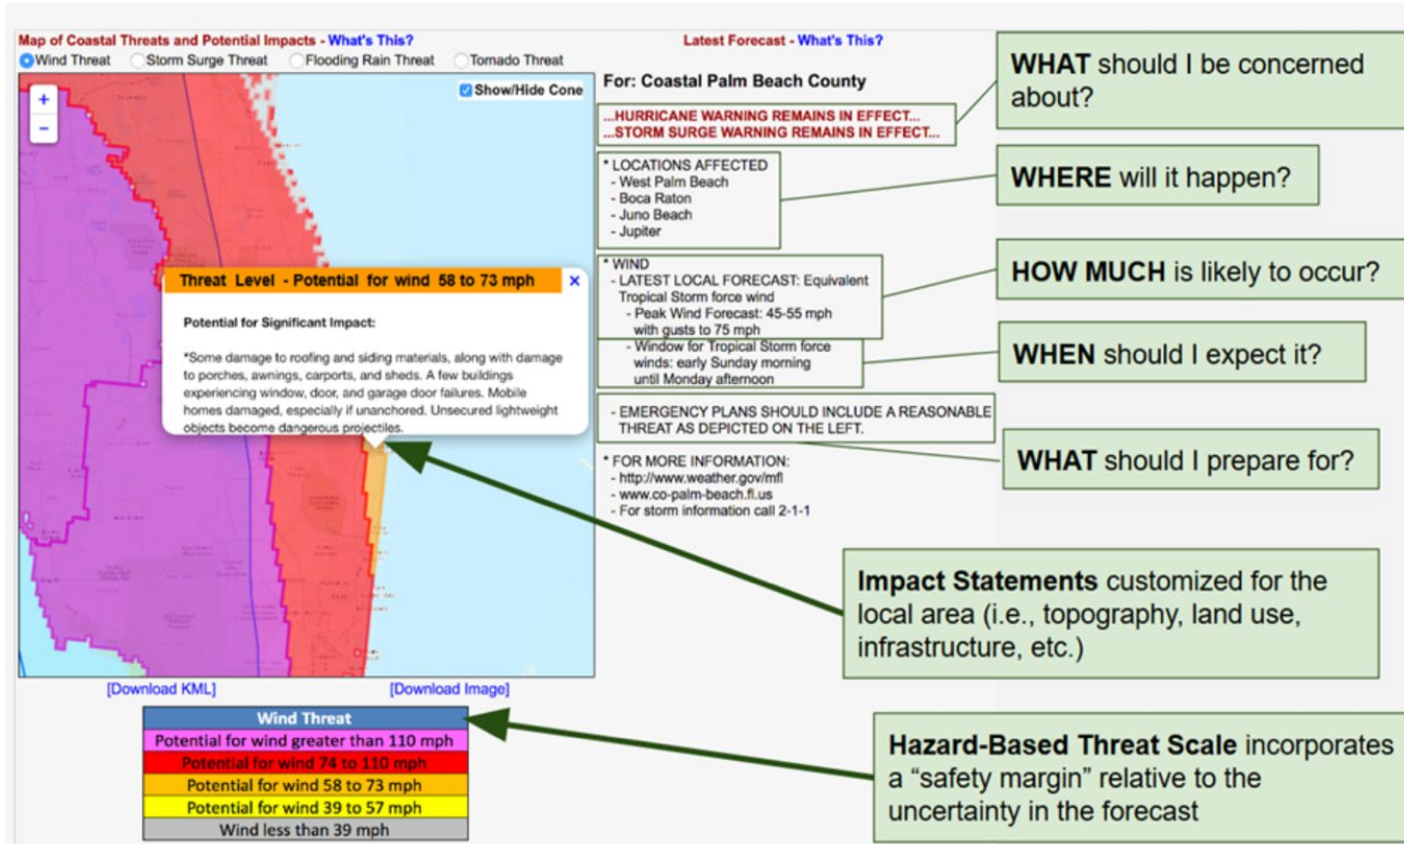 Map of Coastal Threats and Potential Impacts - What's This?
Wind Threat Storm Surge Threat Flooding Rain Threat Tornado Threat
+
−
Show/Hide Cone
Threat Level - Potential for wind 58 to 73 mph ×
Potential for Significant Impact:
*Some damage to roofing and siding materials, along with damage
to porches, awnings, carports, and sheds. A few buildings
experiencing window, door, and garage door failures. Mobile
homes damaged, especially if unanchored. Unsecured lightweight
objects become dangerous projectiles.
[Download KML] [Download Image]
Wind Threat
Potential for wind greater than 110 mph
Potential for wind 74 to 110 mph
Potential for wind 58 to 73 mph
Potential for wind 39 to 57 mph
Wind less than 39 mph
Latest Forecast - What's This?
For: Coastal Palm Beach County
...HURRICANE WARNING REMAINS IN EFFECT...
...STORM SURGE WARNING REMAINS IN EFFECT...
* LOCATIONS AFFECTED
- West Palm Beach
- Boca Raton
- Juno Beach
- Jupiter
* WIND
- LATEST LOCAL FORECAST: Equivalent
Tropical Storm force wind
- Peak Wind Forecast: 45-55 mph
with gusts to 75 mph
- Window for Tropical Storm force
winds: early Sunday morning
until Monday afternoon
- EMERGENCY PLANS SHOULD INCLUDE A REASONABLE
THREAT AS DEPICTED ON THE LEFT.
* FOR MORE INFORMATION:
- http://www.weather.gov/mfl
- www.co-palm-beach.fl.us
- For storm information call 2-1-1
WHAT should I be concerned
about?
WHERE will it happen?
HOW MUCH is likely to occur?
WHEN should I expect it?
WHAT should I prepare for?
Impact Statements customized for the
local area (i.e., topography, land use,
infrastructure, etc.)
Hazard-Based Threat Scale incorporates
a “safety margin” relative to the
uncertainty in the forecast